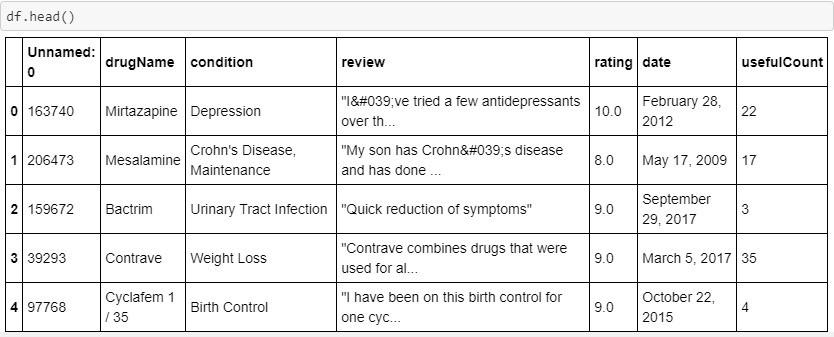 df.head()
Unnamed: 0 drugName condition review rating date usefulCount
0 163740 Mirtazapine Depression "I&#039;ve tried a few antidepressants over th... 10.0 February 28, 2012 22
1 206473 Mesalamine Crohn's Disease, Maintenance "My son has Crohn&#039;s disease and has done ... 8.0 May 17, 2009 17
2 159672 Bactrim Urinary Tract Infection "Quick reduction of symptoms" 9.0 September 29, 2017 3
3 39293 Contrave Weight Loss "Contrave combines drugs that were used for al... 9.0 March 5, 2017 35
4 97768 Cyclafem 1 / 35 Birth Control "I have been on this birth control for one cyc... 9.0 October 22, 2015 4